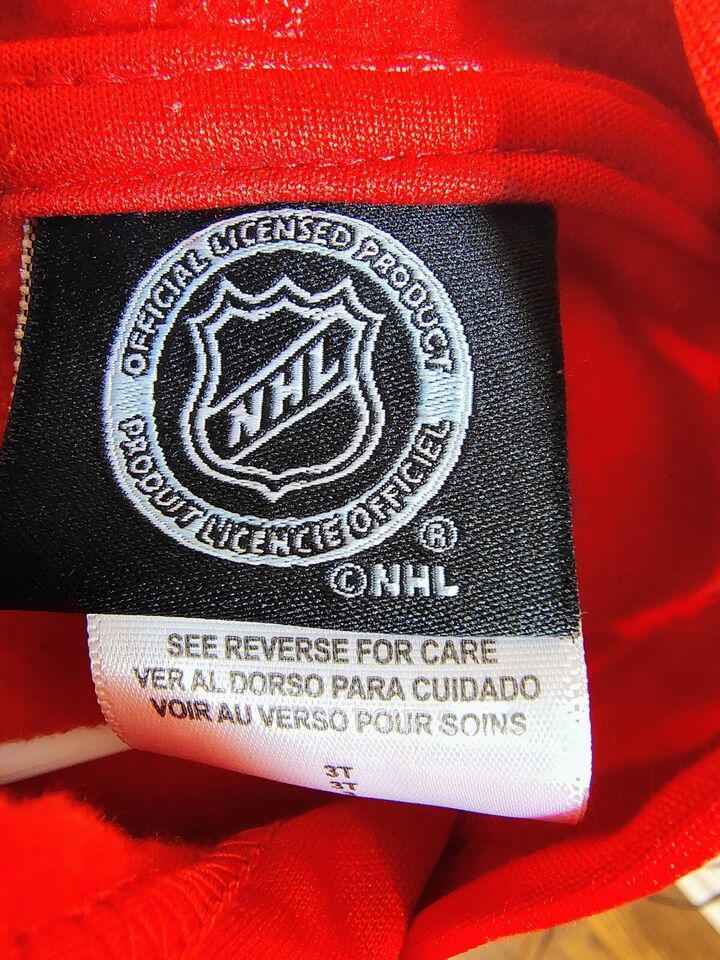 OFFICIAL LICENSED PRODUCT
NHL
PRODUIT LICENCIE OFFICIEL
®
©NHL
SEE REVERSE FOR CARE
VER AL DORSO PARA CUIDADO
VOIR AU VERSO POUR SOINS
3T
3T